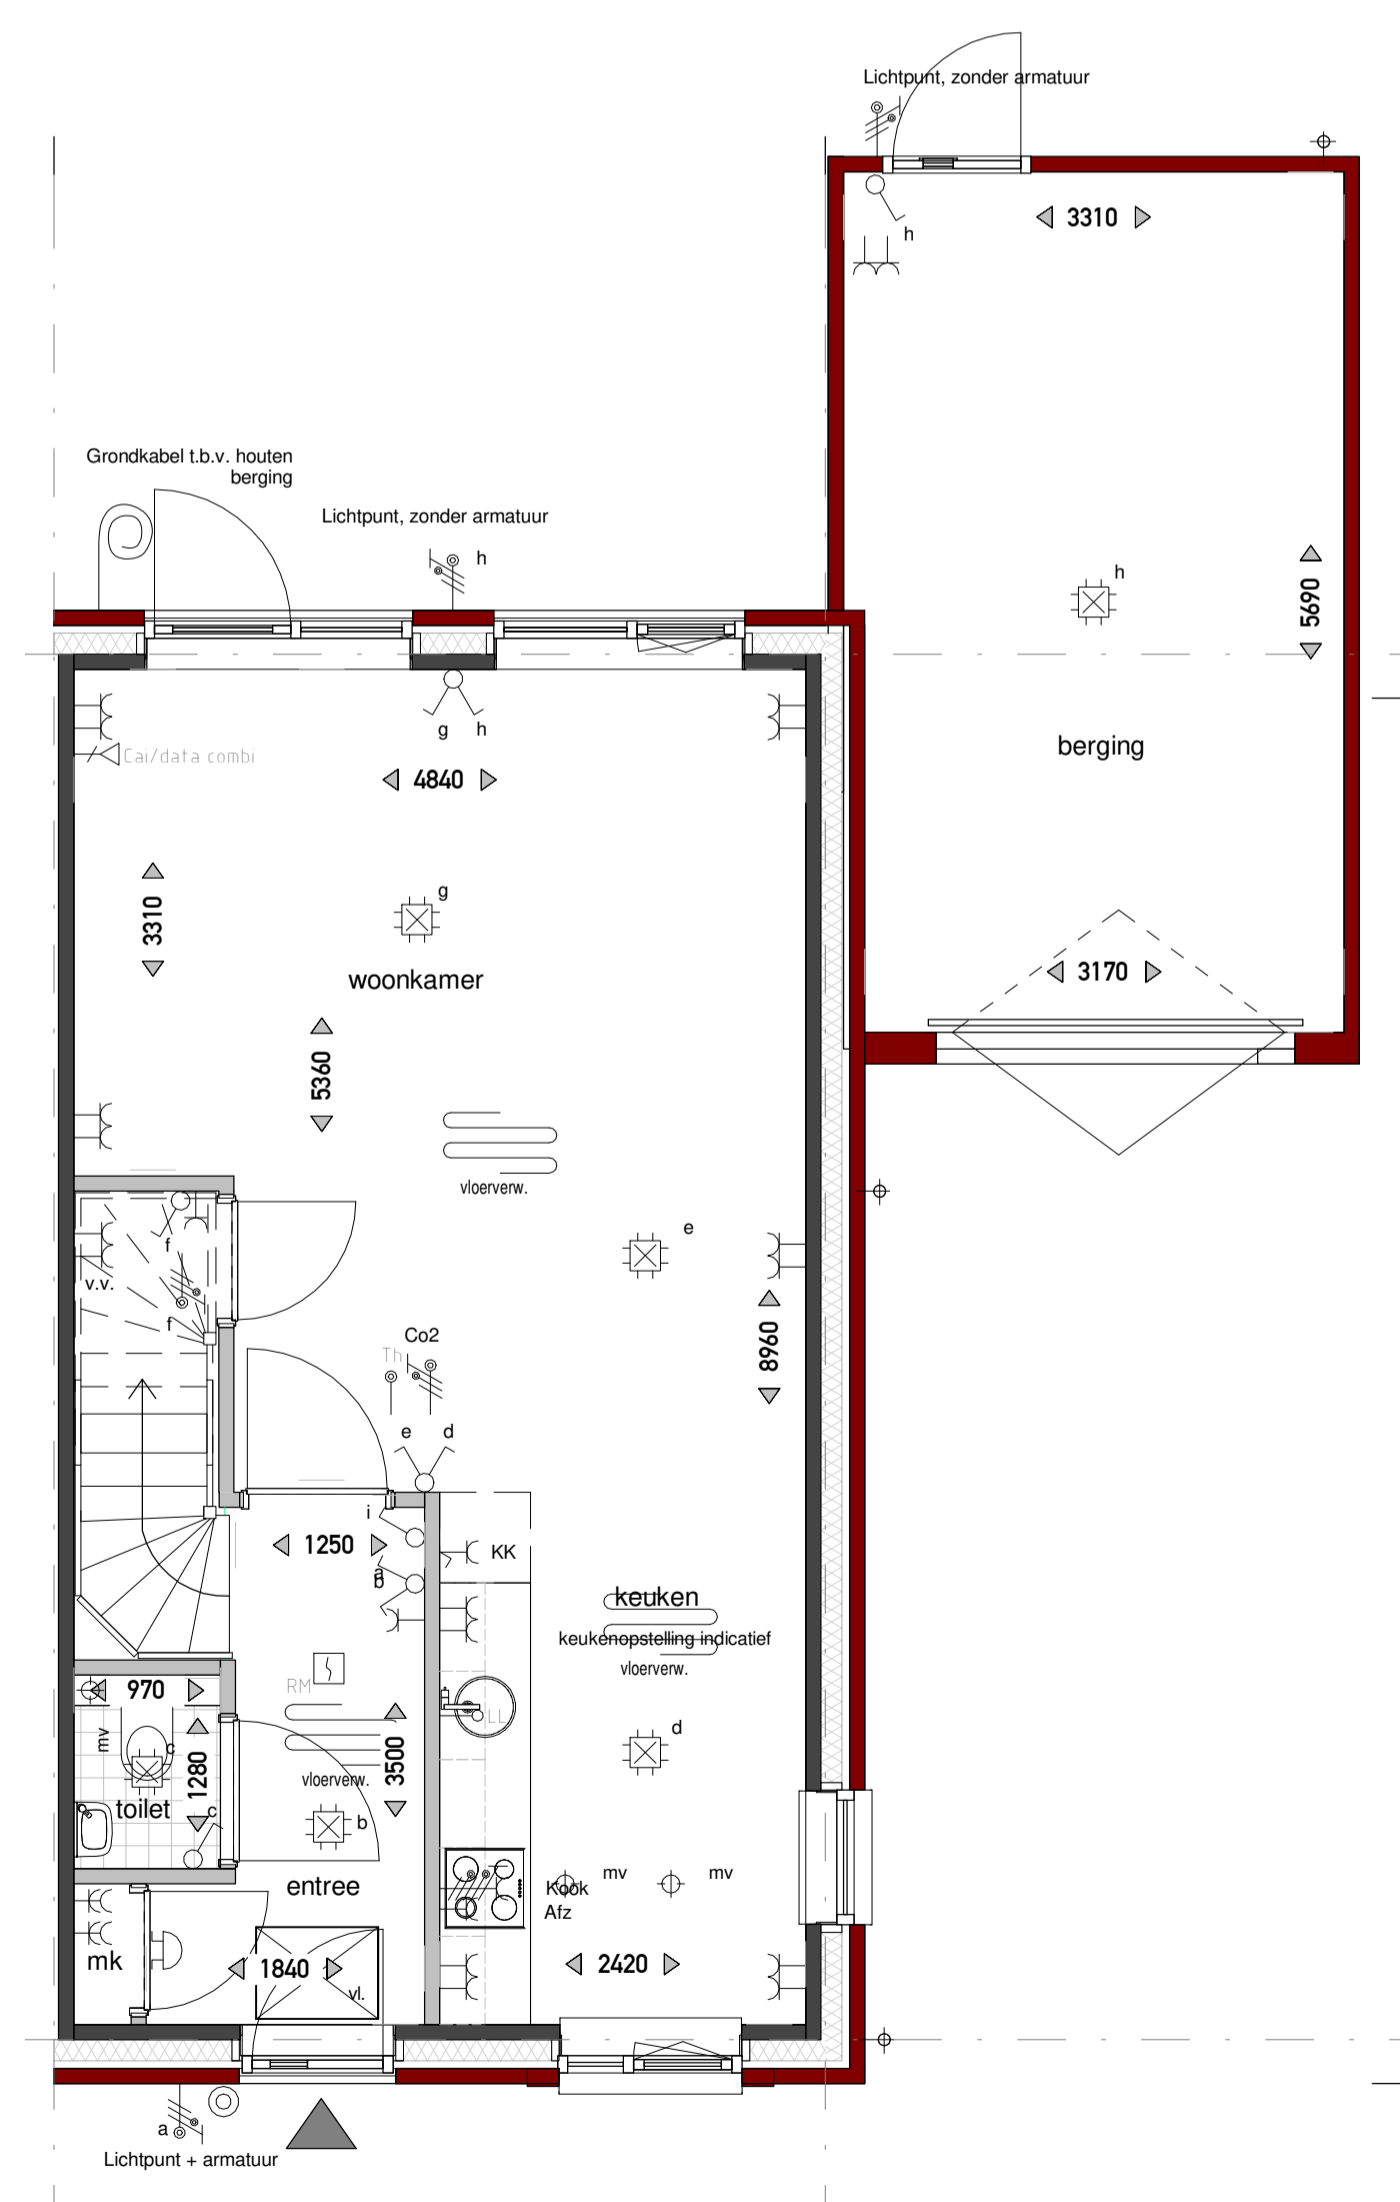 Lichtpunt, zonder armatuur
h
3310
Grondkabel t.b.v. houten
berging
Lichtpunt, zonder armatuur
h
h
5690
g h
berging
Cai/data combi
4840
g
3310
woonkamer
3170
5360
vloerverw.
e
f
v.v.
f
Co2
Th
8960
e d
i
1250
KK
a
b
keuken
keukenopstelling indicatief
vloerverw.
RM
970
LL
mv
c
d
1280
3500
vloerverw.
toilet
c
b
mv
mv
entree
Kook
Afz
mk
1840
2420
vl.
a
Lichtpunt + armatuur